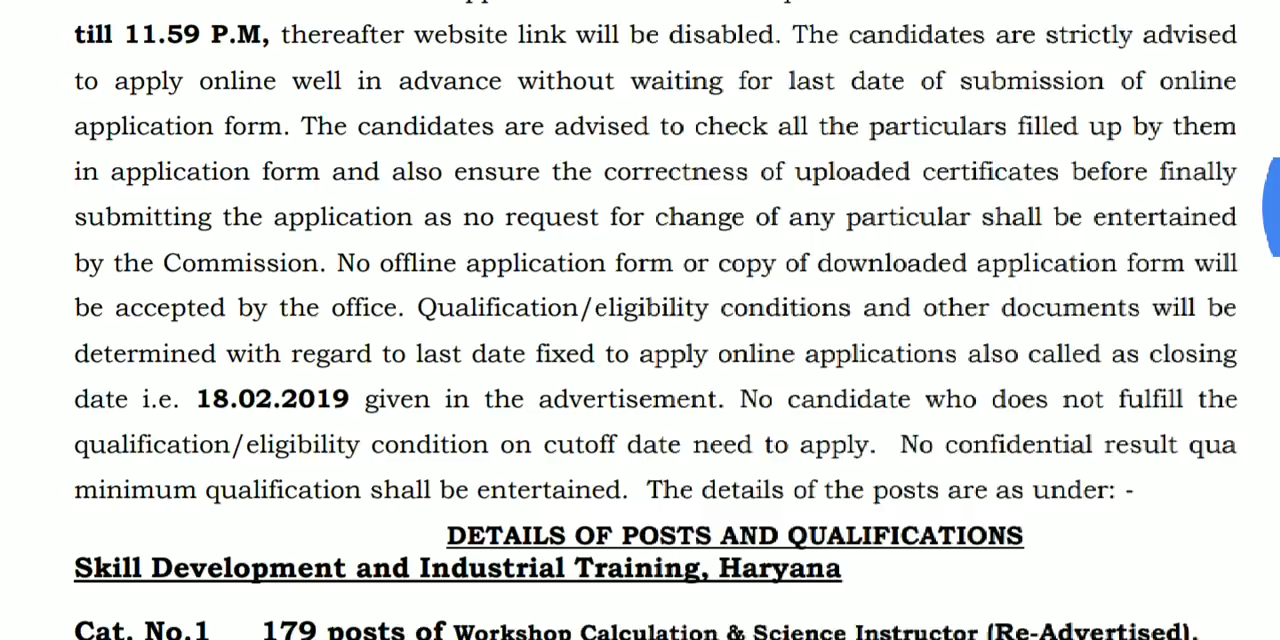 till 11.59 P.M, thereafter website link will be disabled. The candidates are strictly advised
to apply online well in advance without waiting for last date of submission of online
application form. The candidates are advised to check all the particulars filled up by them
in application form and also ensure the correctness of uploaded certificates before finally
submitting the application as no request for change of any particular shall be entertained
by the Commission. No offline application form or copy of downloaded application form will
be accepted by the office. Qualification/eligibility conditions and other documents will be
determined with regard to last date fixed to apply online applications also called as closing
date i.e. 18.02.2019 given in the advertisement. No candidate who does not fulfill the
qualification/eligibility condition on cutoff date need to apply. No confidential result qua
minimum qualification shall be entertained. The details of the posts are as under: -
DETAILS OF POSTS AND QUALIFICATIONS
Skill Development and Industrial Training, Haryana
Cat. No.1 179 posts of Workshop Calculation & Science Instructor (Re-Advertised).